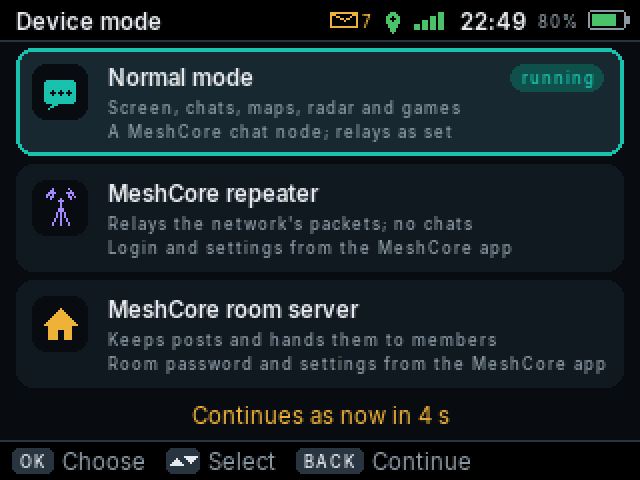 Device mode 7 22:49 80%
Normal mode running
Screen, chats, maps, radar and games
A MeshCore chat node; relays as set
MeshCore repeater
Relays the network's packets; no chats
Login and settings from the MeshCore app
MeshCore room server
Keeps posts and hands them to members
Room password and settings from the MeshCore app
Continues as now in 4 s
OK Choose Select BACK Continue